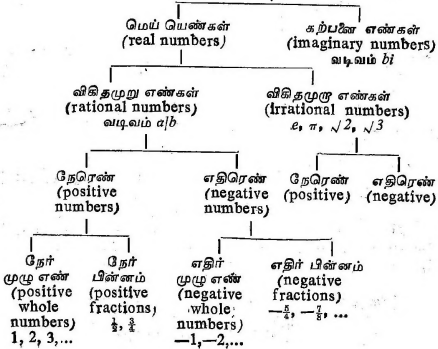 மெய் யெண்கள்
(real numbers)
கற்பனை எண்கள்
(imaginary numbers)
வடிவம் bi
விகிதமுறு எண்கள்
(rational numbers)
வடிவம் a/b
விகிதமுறா எண்கள்
(irrational numbers)
e, π, √2, √3
நேரெண்
(positive
numbers)
எதிரெண்
(negative
numbers)
நேரெண்
(positive)
எதிரெண்
(negative)
நேர்
முழு எண்
(positive
whole
numbers)
1, 2, 3,...
நேர்
பின்னம்
(positive
fractions)
½, ¾
எதிர்
முழு எண்
(negative
whole
numbers)
—1,—2,...
எதிர் பின்னம்
(negative
fractions)
—5/4, —7/8, ...